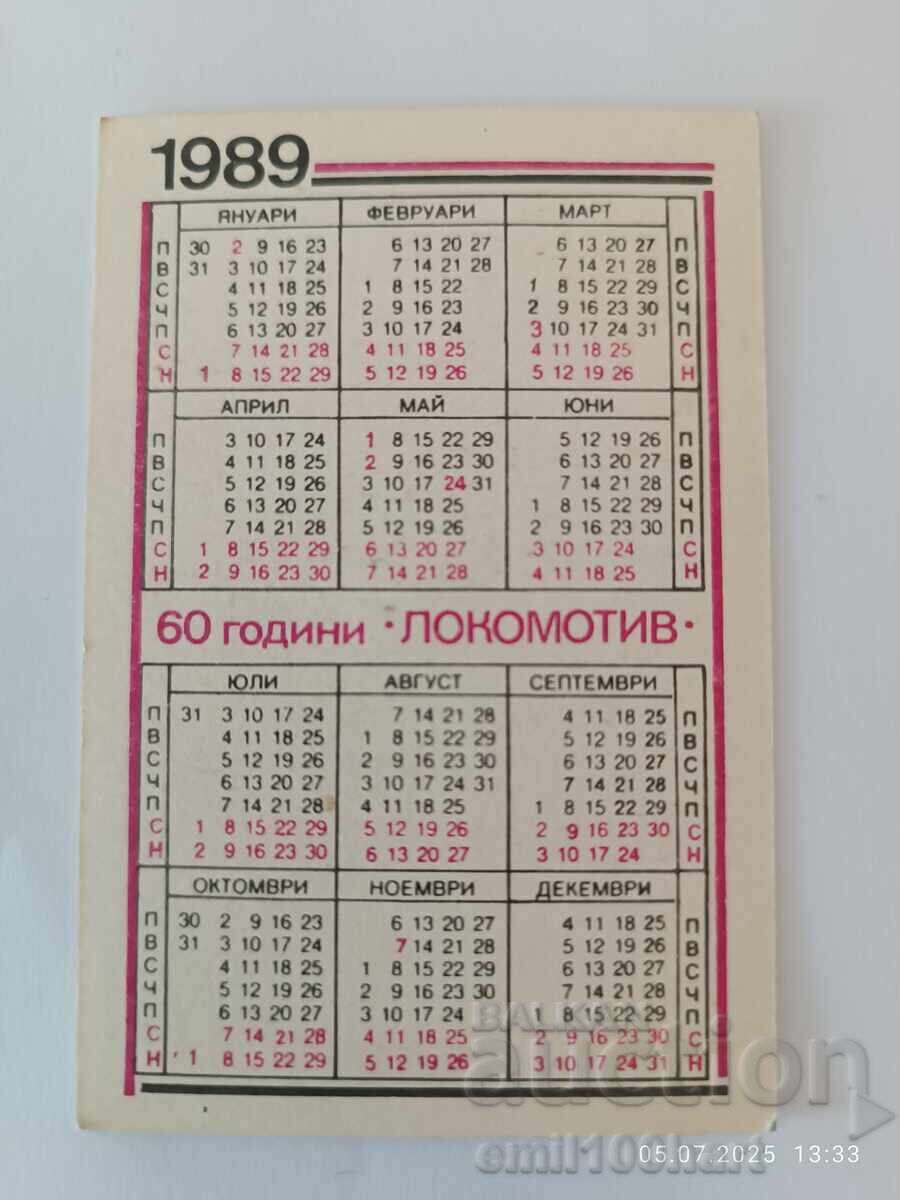 1989
ЯНУАРИ ФЕВРУАРИ МАРТ
П 30 2 9 16 23 6 13 20 27 6 13 20 27 П
В 31 3 10 17 24 7 14 21 28 7 14 21 28 В
С 4 11 18 25 1 8 15 22 1 8 15 22 29 С
Ч 5 12 19 26 2 9 16 23 2 9 16 23 30 Ч
П 6 13 20 27 3 10 17 24 3 10 17 24 31 П
С 7 14 21 28 4 11 18 25 4 11 18 25 С
Н 1 8 15 22 29 5 12 19 26 5 12 19 26 Н
АПРИЛ МАЙ ЮНИ
П 3 10 17 24 1 8 15 22 29 5 12 19 26 П
В 4 11 18 25 2 9 16 23 30 6 13 20 27 В
С 5 12 19 26 3 10 17 24 31 7 14 21 28 С
Ч 6 13 20 27 4 11 18 25 1 8 15 22 29 Ч
П 7 14 21 28 5 12 19 26 2 9 16 23 30 П
С 1 8 15 22 29 6 13 20 27 3 10 17 24 С
Н 2 9 16 23 30 7 14 21 28 4 11 18 25 Н
60 години ·ЛОКОМОТИВ·
ЮЛИ АВГУСТ СЕПТЕМВРИ
П 31 3 10 17 24 7 14 21 28 4 11 18 25 П
В 4 11 18 25 1 8 15 22 29 5 12 19 26 В
С 5 12 19 26 2 9 16 23 30 6 13 20 27 С
Ч 6 13 20 27 3 10 17 24 31 7 14 21 28 Ч
П 7 14 21 28 4 11 18 25 1 8 15 22 29 П
С 1 8 15 22 29 5 12 19 26 2 9 16 23 30 С
Н 2 9 16 23 30 6 13 20 27 3 10 17 24 Н
ОКТОМВРИ НОЕМВРИ ДЕКЕМВРИ
П 30 2 9 16 23 6 13 20 27 4 11 18 25 П
В 31 3 10 17 24 7 14 21 28 5 12 19 26 В
С 4 11 18 25 1 8 15 22 29 6 13 20 27 С
Ч 5 12 19 26 2 9 16 23 30 7 14 21 28 Ч
П 6 13 20 27 3 10 17 24 1 8 15 22 29 П
С 7 14 21 28 4 11 18 25 2 9 16 23 30 С
Н 1 8 15 22 29 5 12 19 26 3 10 17 24 31 Н
BALKAN
auction
emil100hart
05.07.2025 13:33